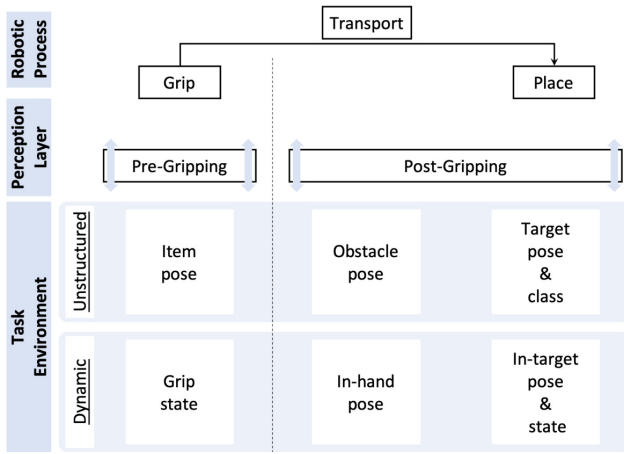 Robotic
Process
Transport
Grip
Place
Perception
Layer
Pre-Gripping
Post-Gripping
Task
Environment
Unstructured
Item
pose
Obstacle
pose
Target
pose
&
class
Dynamic
Grip
state
In-hand
pose
In-target
pose
&
state